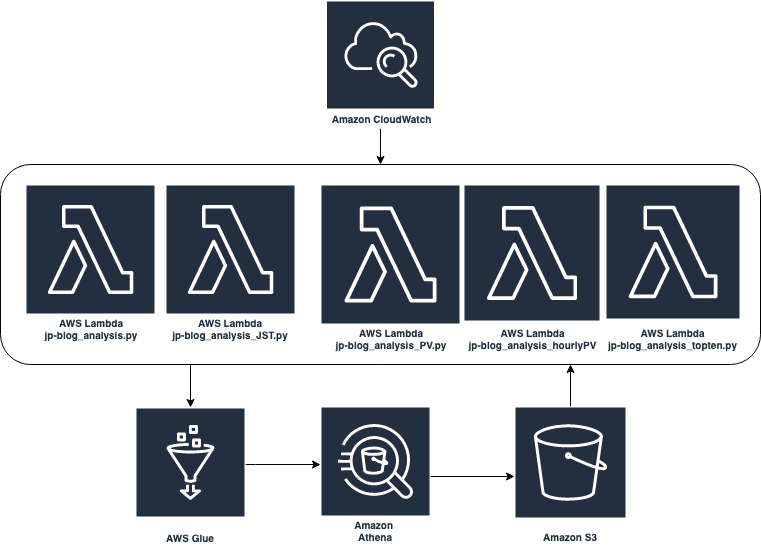 Amazon CloudWatch
AWS Lambda
jp-blog_analysis.py
AWS Lambda
jp-blog_analysis_JST.py
AWS Lambda
jp-blog_analysis_PV.py
AWS Lambda
jp-blog_analysis_hourlyPV
AWS Lambda
jp-blog_analysis_topten.py
AWS Glue
Amazon
Athena
Amazon S3